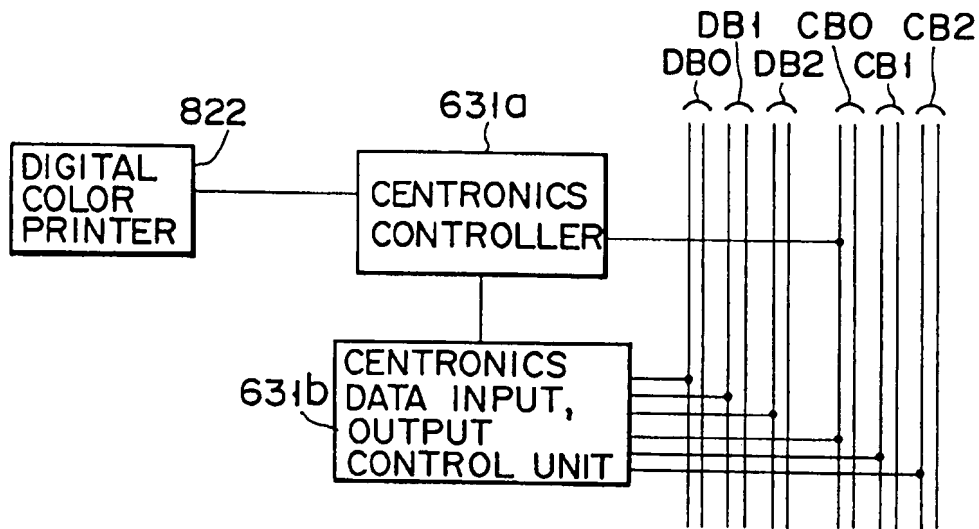 DB1 CB0 CB2
DB0 DB2 CB1
822
631a
DIGITAL
COLOR
PRINTER
CENTRONICS
CONTROLLER
631b
CENTRONICS
DATA INPUT,
OUTPUT
CONTROL UNIT